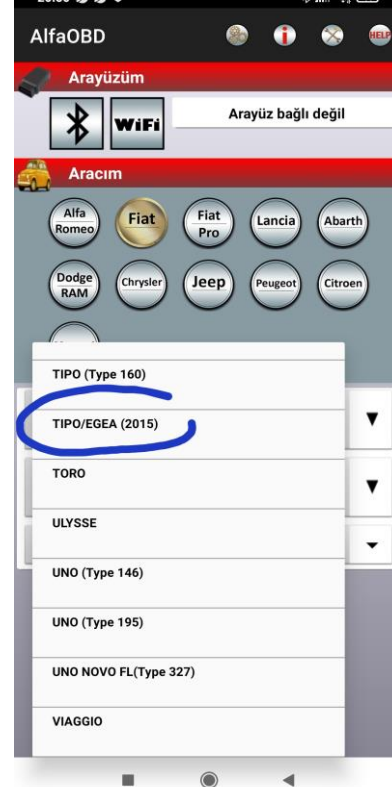 AlfaOBD
HELP
Arayüzüm
WiFi
Arayüz bağlı değil
Aracım
Alfa
Romeo
Fiat
Fiat
Pro
Lancia
Abarth
Dodge
RAM
Chrysler
Jeep
Peugeot
Citroen
TIPO (Type 160)
TIPO/EGEA (2015)
TORO
ULYSSE
UNO (Type 146)
UNO (Type 195)
UNO NOVO FL(Type 327)
VIAGGIO